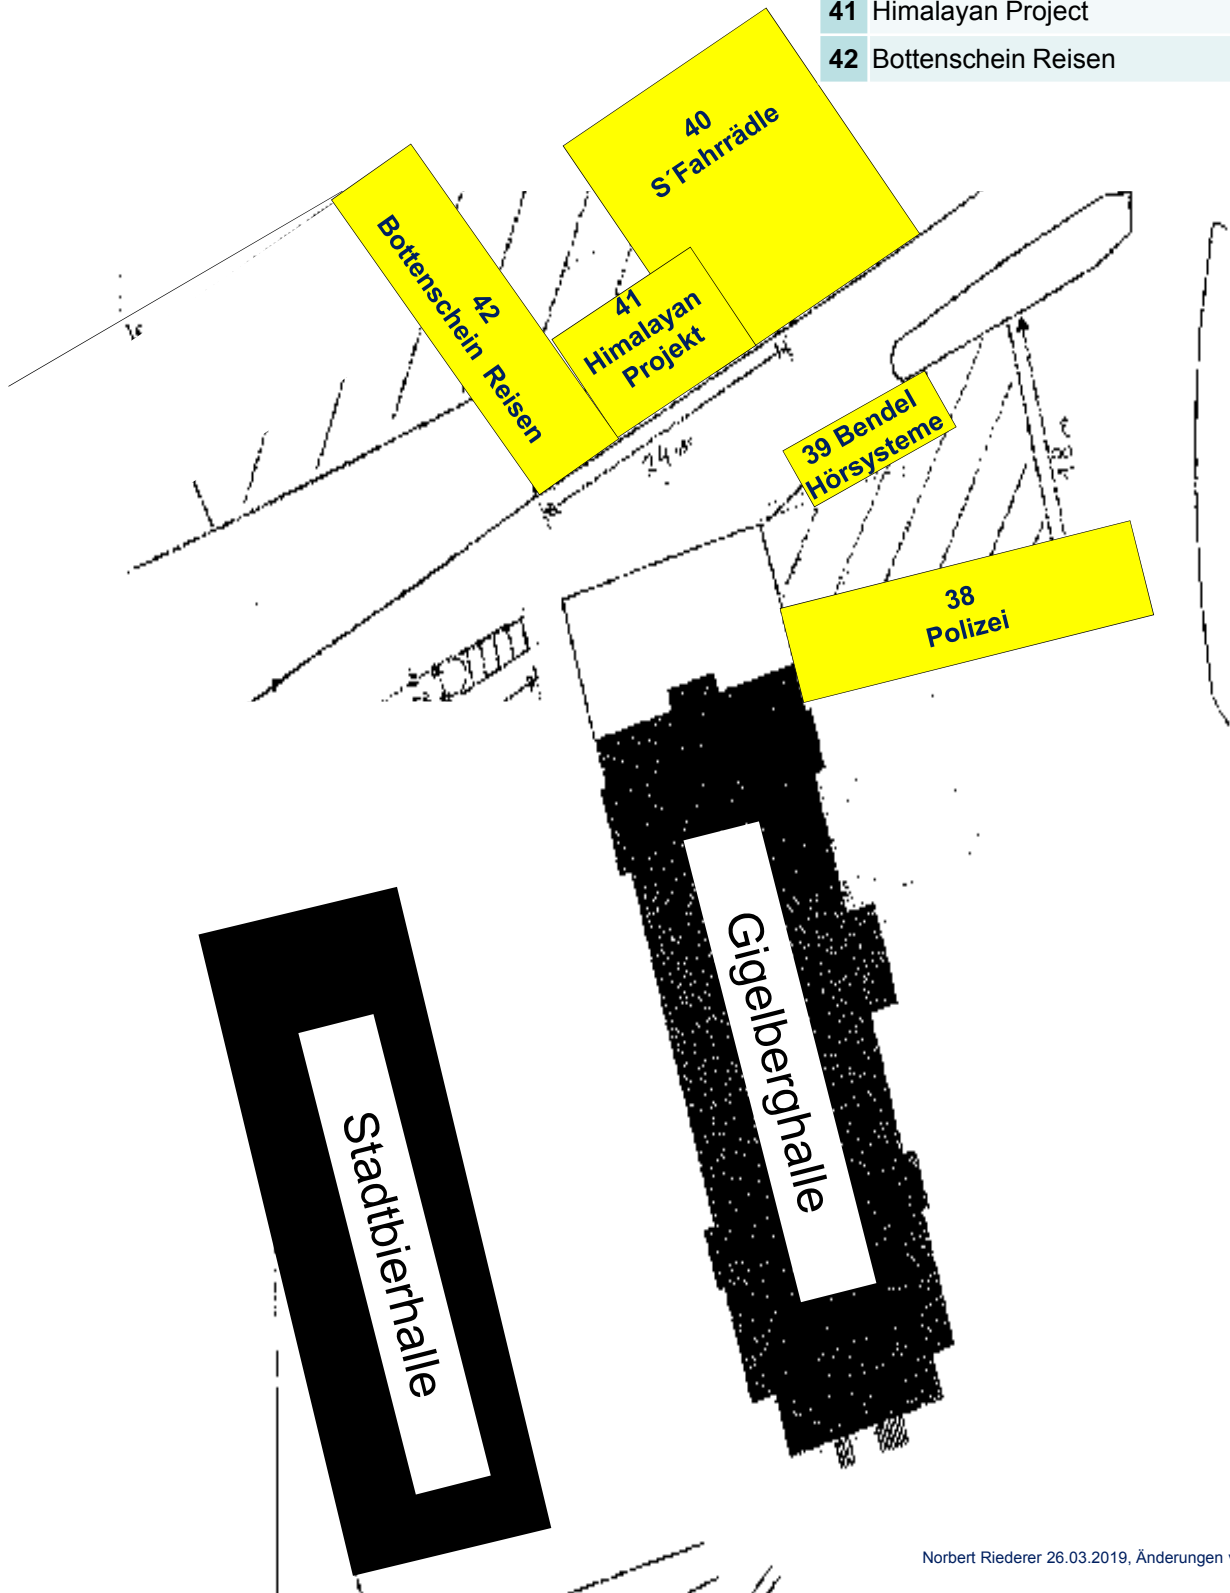 41 Himalayan Project
42 Bottenschein Reisen
40
S´Fahrrädle
42
Bottenschein Reisen
41
Himalayan
Projekt
39 Bendel
Hörsysteme
24 m
38
Polizei
Gigelberghalle
Stadtbierhalle
Norbert Riederer 26.03.2019, Änderungen